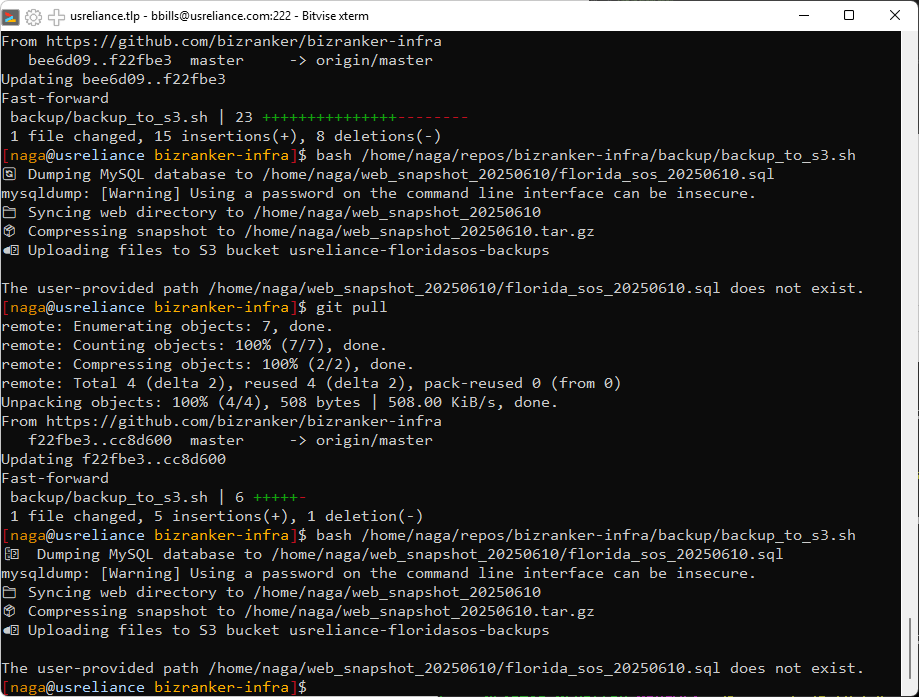 usreliance.tlp - bbills@usreliance.com:222 - Bitvise xterm
From https://github.com/bizranker/bizranker-infra
   bee6d09..f22fbe3  master     -> origin/master
Updating bee6d09..f22fbe3
Fast-forward
 backup/backup_to_s3.sh | 23 +++++++++++++++--------
 1 file changed, 15 insertions(+), 8 deletions(-)
[naga@usreliance bizranker-infra]$ bash /home/naga/repos/bizranker-infra/backup/backup_to_s3.sh
Dumping MySQL database to /home/naga/web_snapshot_20250610/florida_sos_20250610.sql
mysqldump: [Warning] Using a password on the command line interface can be insecure.
Syncing web directory to /home/naga/web_snapshot_20250610
Compressing snapshot to /home/naga/web_snapshot_20250610.tar.gz
Uploading files to S3 bucket usreliance-floridasos-backups

The user-provided path /home/naga/web_snapshot_20250610/florida_sos_20250610.sql does not exist.
[naga@usreliance bizranker-infra]$ git pull
remote: Enumerating objects: 7, done.
remote: Counting objects: 100% (7/7), done.
remote: Compressing objects: 100% (2/2), done.
remote: Total 4 (delta 2), reused 4 (delta 2), pack-reused 0 (from 0)
Unpacking objects: 100% (4/4), 508 bytes | 508.00 KiB/s, done.
From https://github.com/bizranker/bizranker-infra
   f22fbe3..cc8d600  master     -> origin/master
Updating f22fbe3..cc8d600
Fast-forward
 backup/backup_to_s3.sh | 6 +++++-
 1 file changed, 5 insertions(+), 1 deletion(-)
[naga@usreliance bizranker-infra]$ bash /home/naga/repos/bizranker-infra/backup/backup_to_s3.sh
Dumping MySQL database to /home/naga/web_snapshot_20250610/florida_sos_20250610.sql
mysqldump: [Warning] Using a password on the command line interface can be insecure.
Syncing web directory to /home/naga/web_snapshot_20250610
Compressing snapshot to /home/naga/web_snapshot_20250610.tar.gz
Uploading files to S3 bucket usreliance-floridasos-backups

The user-provided path /home/naga/web_snapshot_20250610/florida_sos_20250610.sql does not exist.
[naga@usreliance bizranker-infra]$